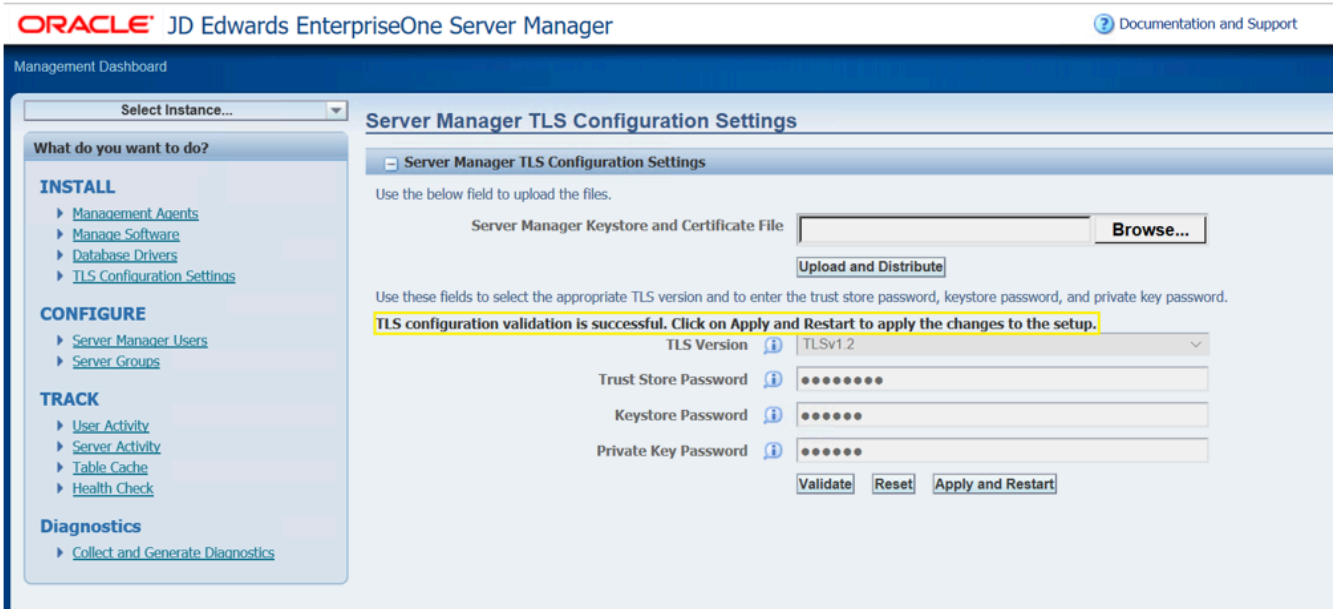 ORACLE JD Edwards EnterpriseOne Server Manager
Documentation and Support
Management Dashboard
Select Instance...
What do you want to do?
INSTALL
Management Agents
Manage Software
Database Drivers
TLS Configuration Settings
CONFIGURE
Server Manager Users
Server Groups
TRACK
User Activity
Server Activity
Table Cache
Health Check
Diagnostics
Collect and Generate Diagnostics
Server Manager TLS Configuration Settings
Server Manager TLS Configuration Settings
Use the below field to upload the files.
Server Manager Keystore and Certificate File
Browse...
Upload and Distribute
Use these fields to select the appropriate TLS version and to enter the trust store password, keystore password, and private key password.
TLS configuration validation is successful. Click on Apply and Restart to apply the changes to the setup.
TLS Version TLSv1.2
Trust Store Password ●●●●●●●●
Keystore Password ●●●●●●
Private Key Password ●●●●●●
Validate Reset Apply and Restart